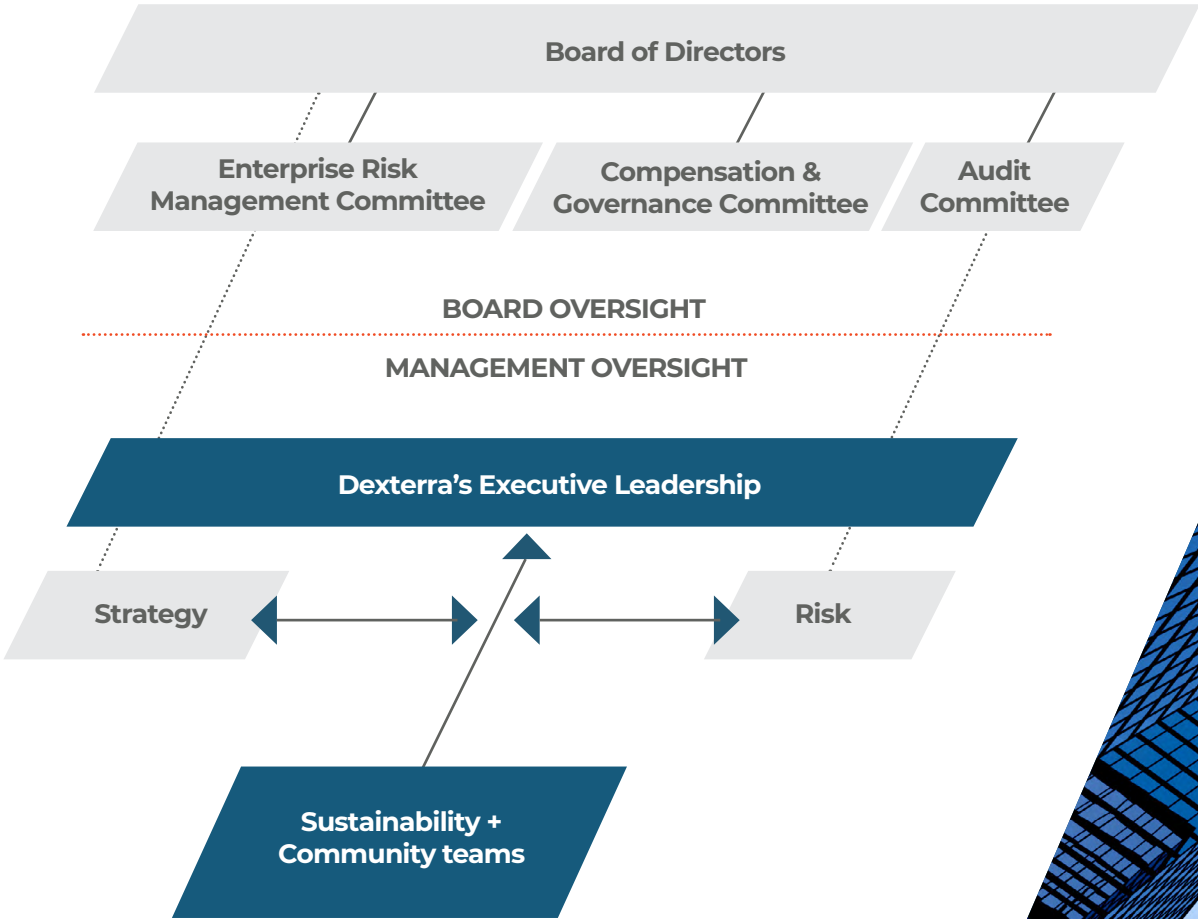 Board of Directors
Enterprise Risk
Management Committee
Compensation &
Governance Committee
Audit
Committee
BOARD OVERSIGHT
MANAGEMENT OVERSIGHT
Dexterra’s Executive Leadership
Strategy
Risk
Sustainability +
Community teams